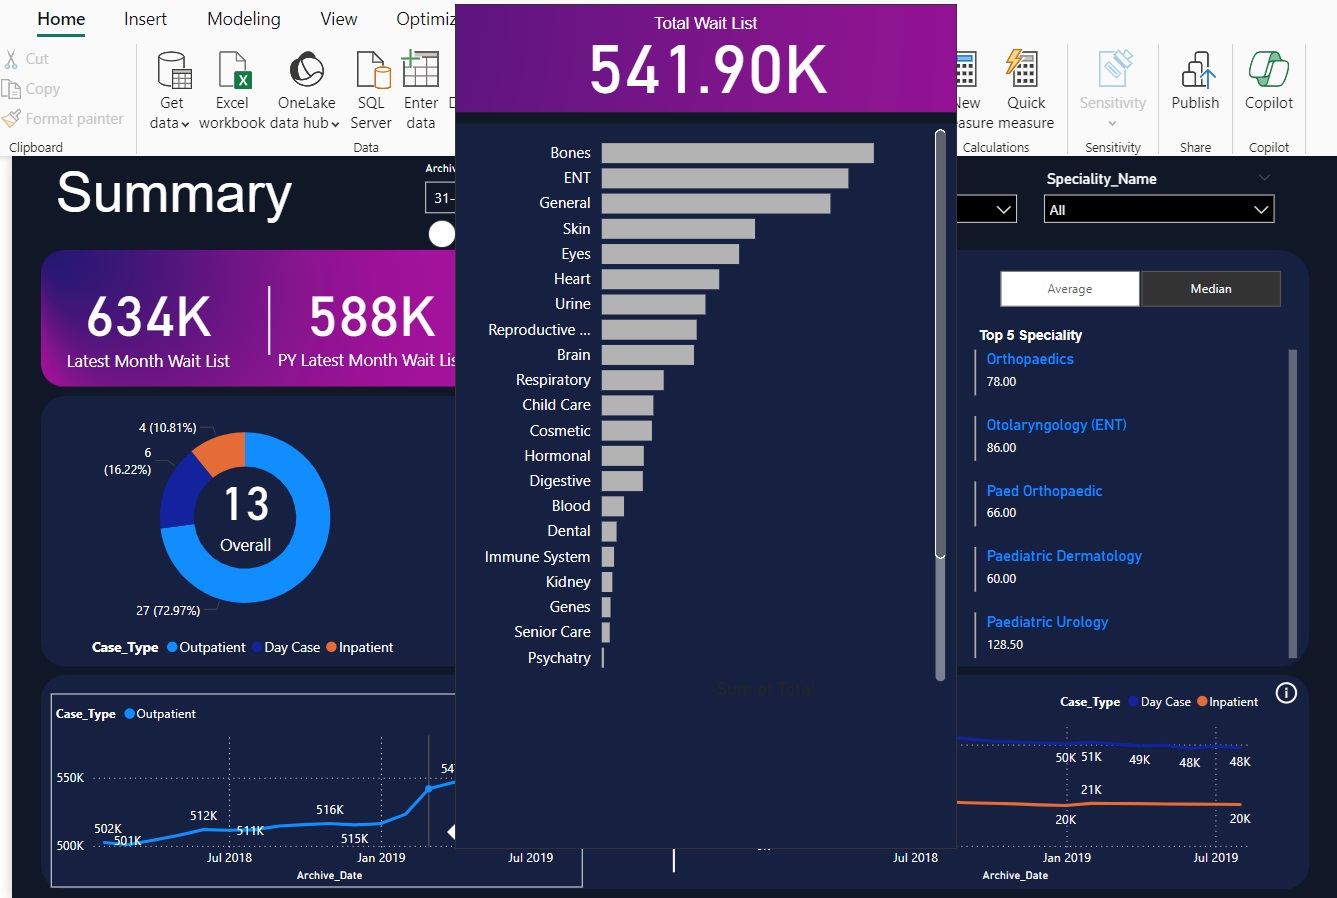 Home Insert Modeling View Optimiz
Cut
Copy
Format painter
Clipboard
Get data
Excel workbook
OneLake data hub
SQL Server
Enter data
Data
Quick measure
Calculations
Sensitivity
Sensitivity
Publish
Share
Copilot
Copilot
Summary
Archiv
31-
Speciality_Name
All
634K
Latest Month Wait List
588K
PY Latest Month Wait Lis
4 (10.81%)
6
(16.22%)
13
Overall
27 (72.97%)
Case_Type Outpatient Day Case Inpatient
Total Wait List
541.90K
Bones
ENT
General
Skin
Eyes
Heart
Urine
Reproductive ...
Brain
Respiratory
Child Care
Cosmetic
Hormonal
Digestive
Blood
Dental
Immune System
Kidney
Genes
Senior Care
Psychatry
Sum of Total
Average Median
Top 5 Speciality
Orthopaedics
78.00
Otolaryngology (ENT)
86.00
Paed Orthopaedic
66.00
Paediatric Dermatology
60.00
Paediatric Urology
128.50
Case_Type Outpatient
550K
500K
502K
501K
512K
511K
516K
515K
54
Jul 2018 Jan 2019 Jul 2019
Archive_Date
Case_Type Day Case Inpatient
50K 51K 49K 48K 48K
21K
20K 20K
Jul 2018 Jan 2019 Jul 2019
Archive_Date